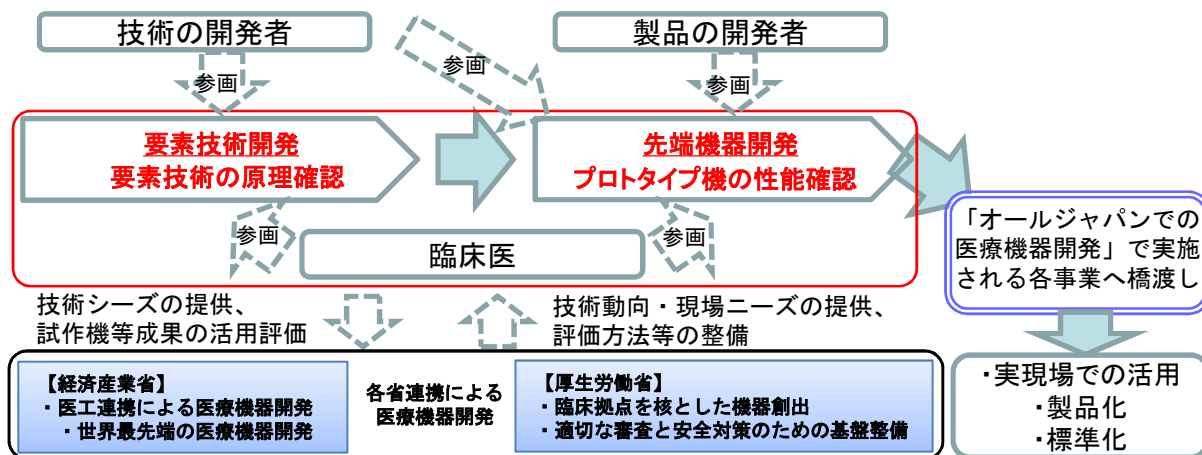 技術の開発者
製品の開発者
参画
参画
参画
要素技術開発
要素技術の原理確認
先端機器開発
プロトタイプ機の性能確認
参画
臨床医
参画
「オールジャパンでの
医療機器開発」で実施
される各事業へ橋渡し
技術シーズの提供、
試作機等成果の活用評価
技術動向・現場ニーズの提供、
評価方法等の整備
【経済産業省】
・医工連携による医療機器開発
・世界最先端の医療機器開発
各省連携による
医療機器開発
【厚生労働省】
・臨床拠点を核とした機器創出
・適切な審査と安全対策のための基盤整備
・実現場での活用
・製品化
・標準化